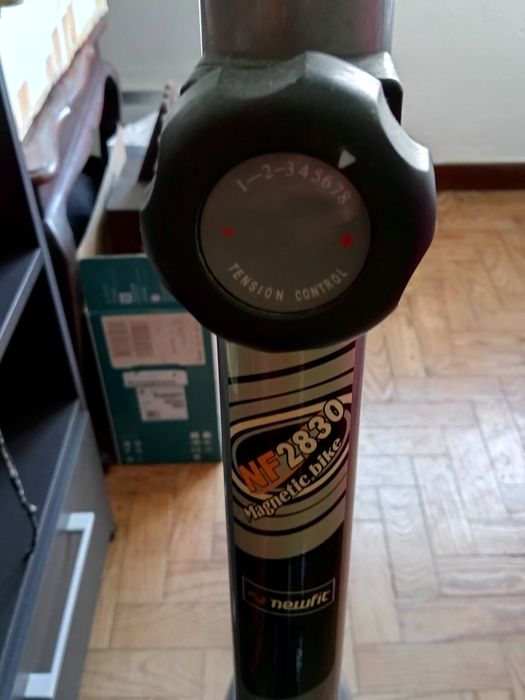 1-2-345678
- +
TENSION CONTROL
NF2830
Magnetic.bike
newfit